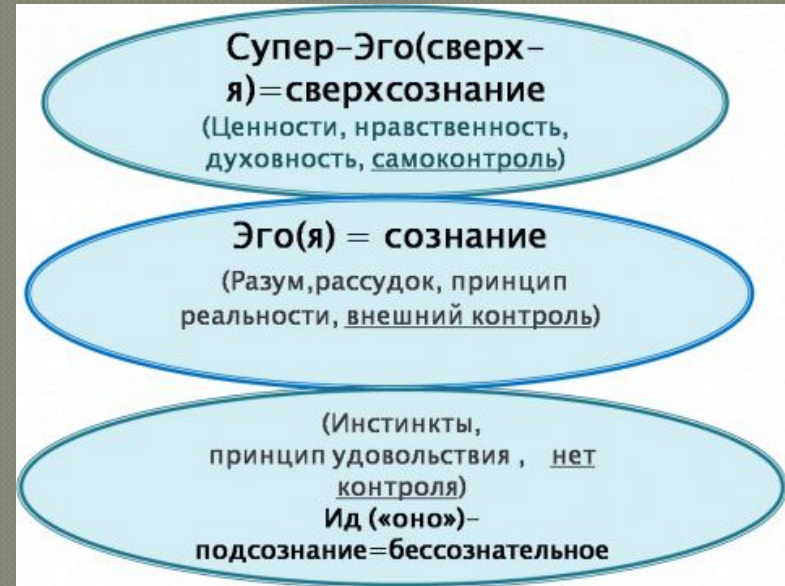 Супер-Эго(сверх-
я)=сверхсознание
(Ценности, нравственность,
духовность, самоконтроль)
Эго(я) = сознание
(Разум,рассудок, принцип
реальности, внешний контроль)
(Инстинкты,
принцип удовольствия , нет
контроля)
Ид («оно»)-
подсознание=бессознательное